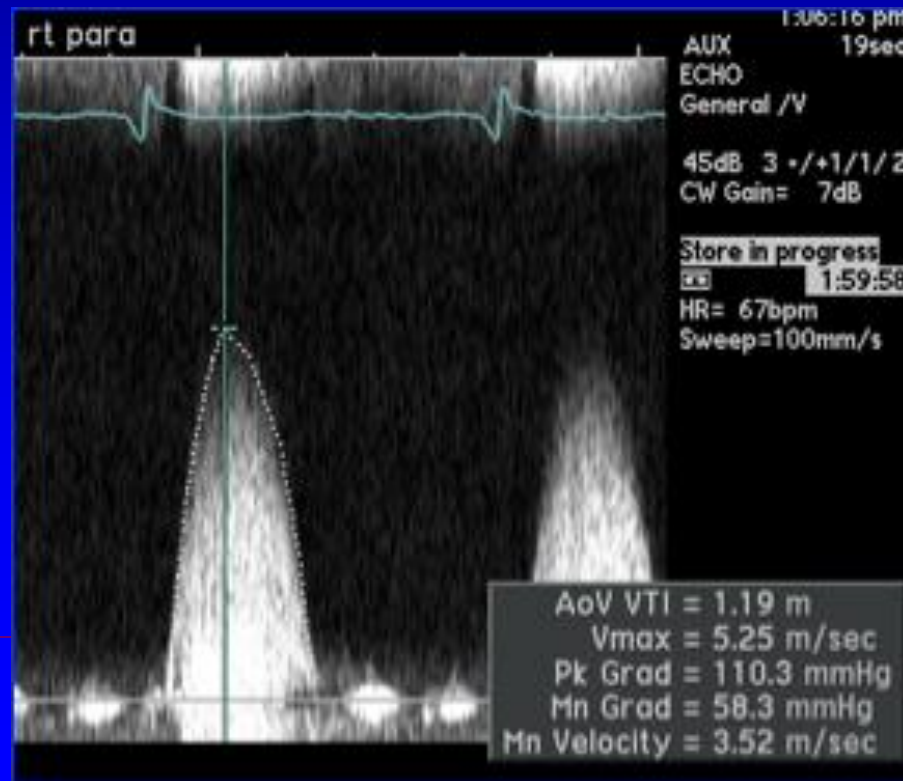 rt para
1:06:16 pm
AUX 19sec
ECHO
General /V
45dB 3 •/+1/1/2
CW Gain= 7dB
Store in progress
1:59:58
HR= 67bpm
Sweep=100mm/s
AoV VTI = 1.19 m
Vmax = 5.25 m/sec
Pk Grad = 110.3 mmHg
Mn Grad = 58.3 mmHg
Mn Velocity = 3.52 m/sec